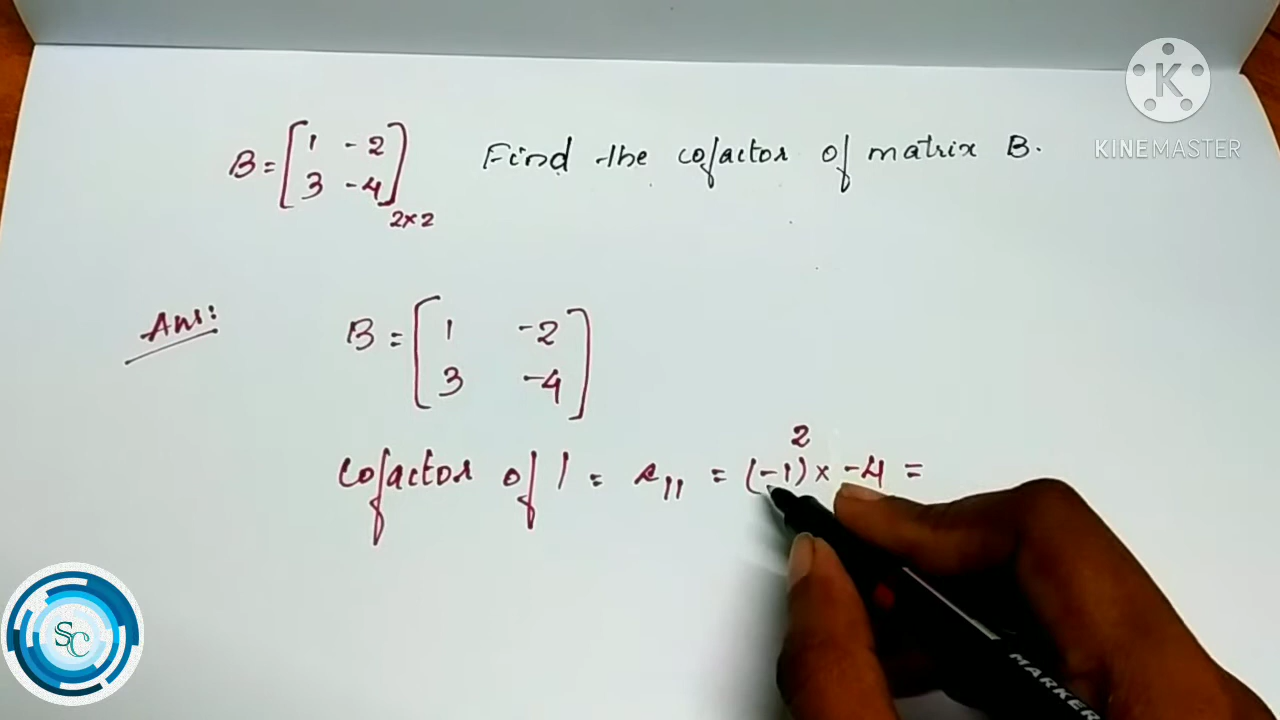 B = [ 1 -2 Find the cofactor of matrix B.
3 -4 ] 2×2
Ans:
B = [ 1 -2
3 -4 ]
Cofactor of 1 = c11 = (-1)² × -4 =
KINEMASTER
K
SC
MARKER